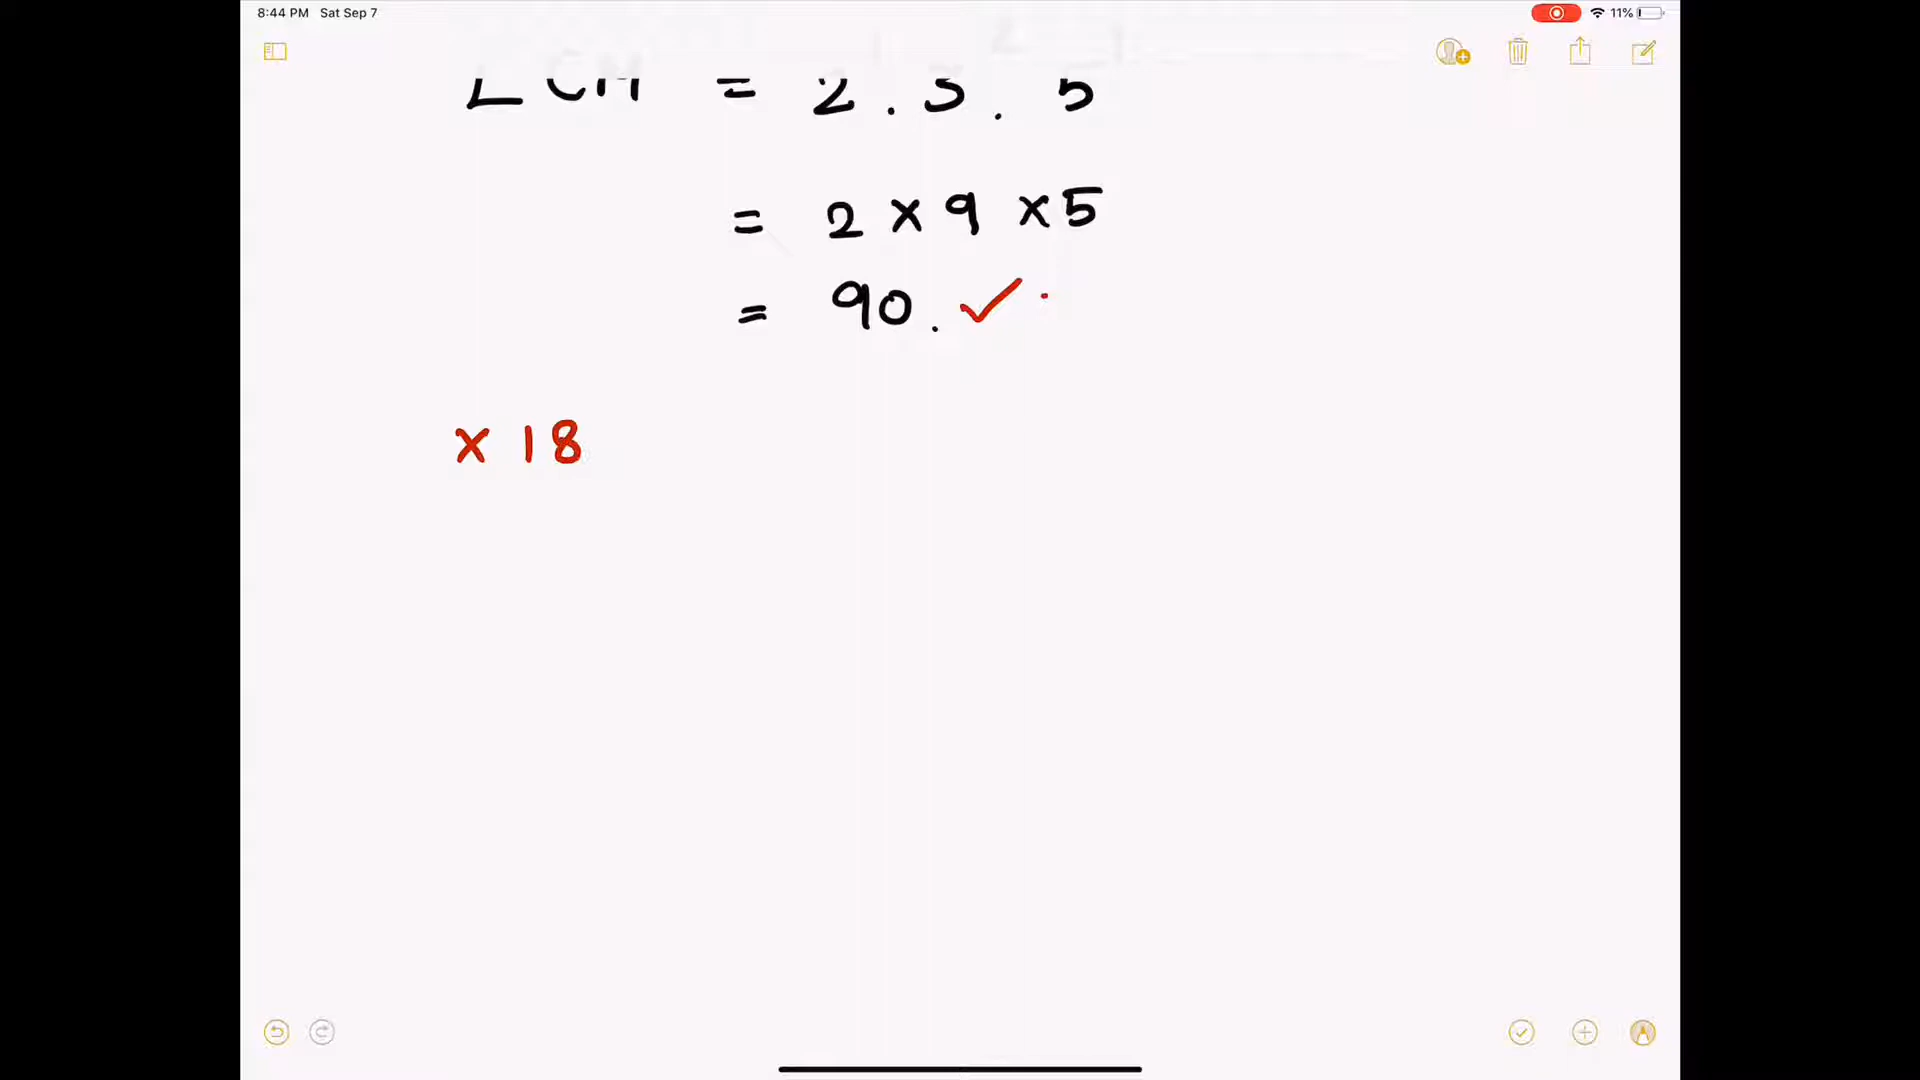 8:44 PM Sat Sep 7
11%
LCM = 2 . 3 . 5
= 2 × 9 × 5
= 90 . ✓
× 18